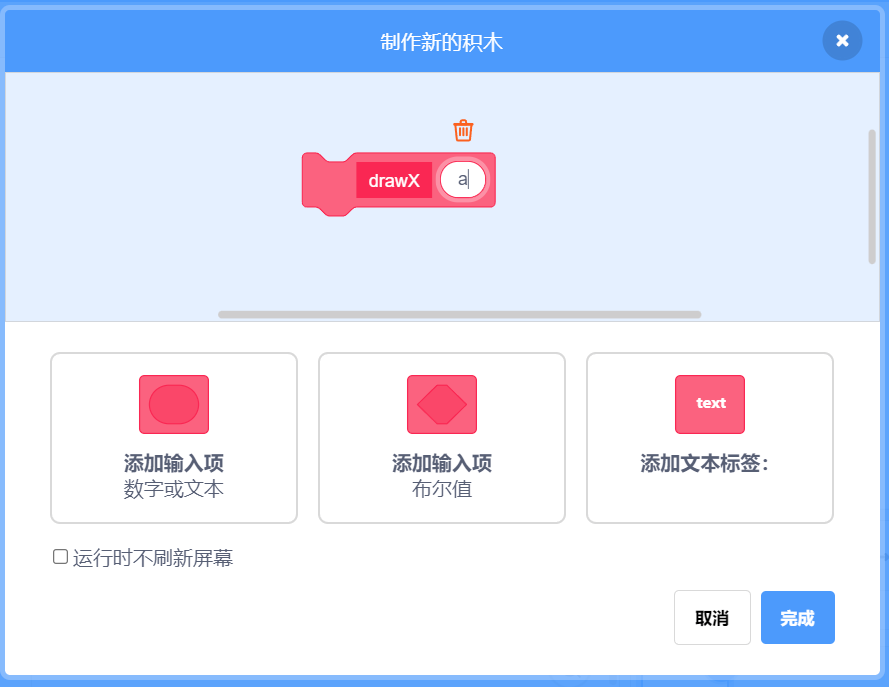 制作新的积木
drawX a
text
添加输入项
数字或文本
添加输入项
布尔值
添加文本标签：
运行时不刷新屏幕
取消
完成